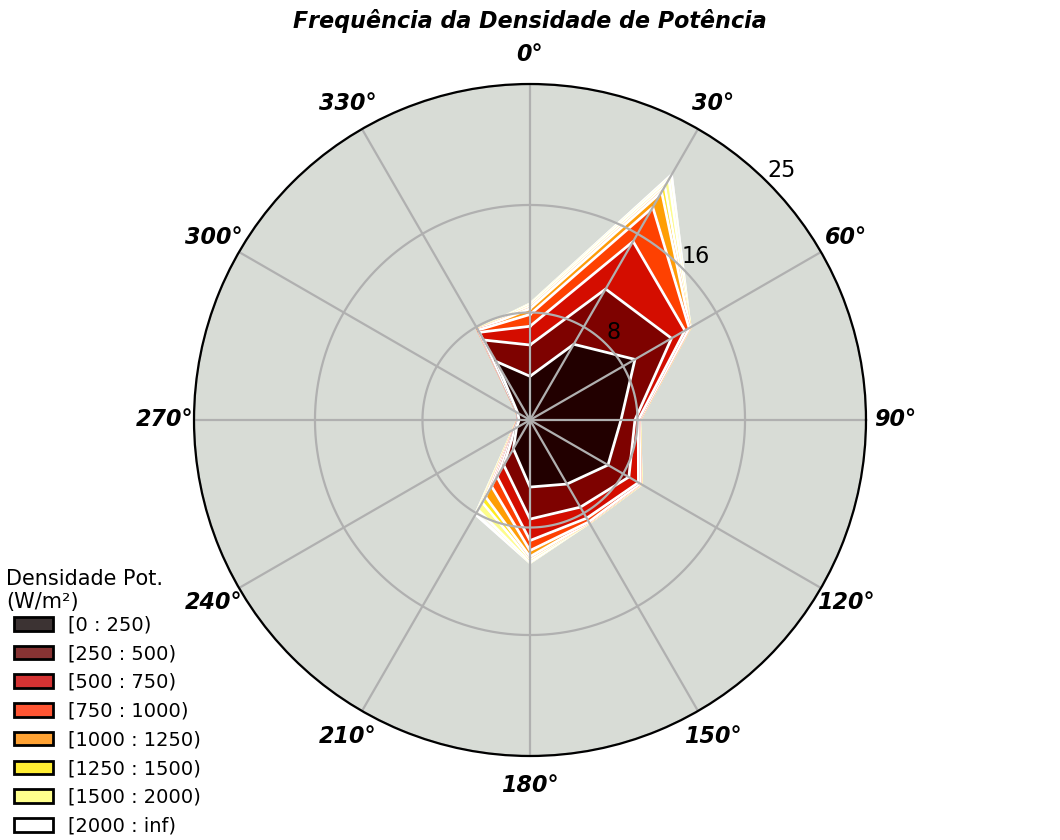 Frequência da Densidade de Potência
0°
330°
30°
25
300°
60°
16
8
270°
90°
240°
120°
210°
150°
180°
Densidade Pot.
(W/m²)
[0 : 250)
[250 : 500)
[500 : 750)
[750 : 1000)
[1000 : 1250)
[1250 : 1500)
[1500 : 2000)
[2000 : inf)